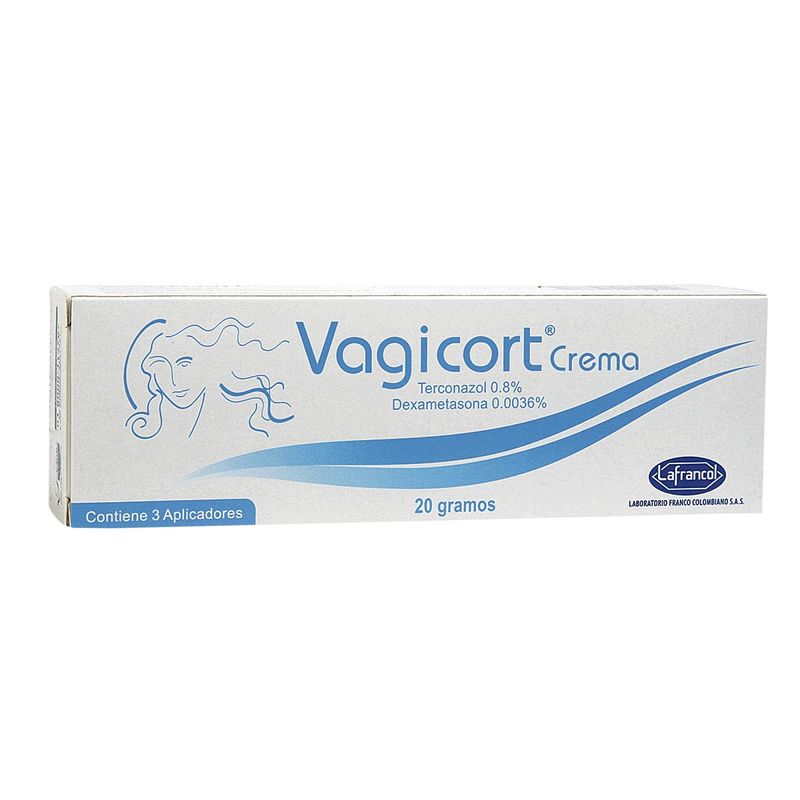 Vagicort® Crema
Terconazol 0.8%
Dexametasona 0.0036%
Contiene 3 Aplicadores
20 gramos
Lafrancol
LABORATORIO FRANCO COLOMBIANO S.A.S.